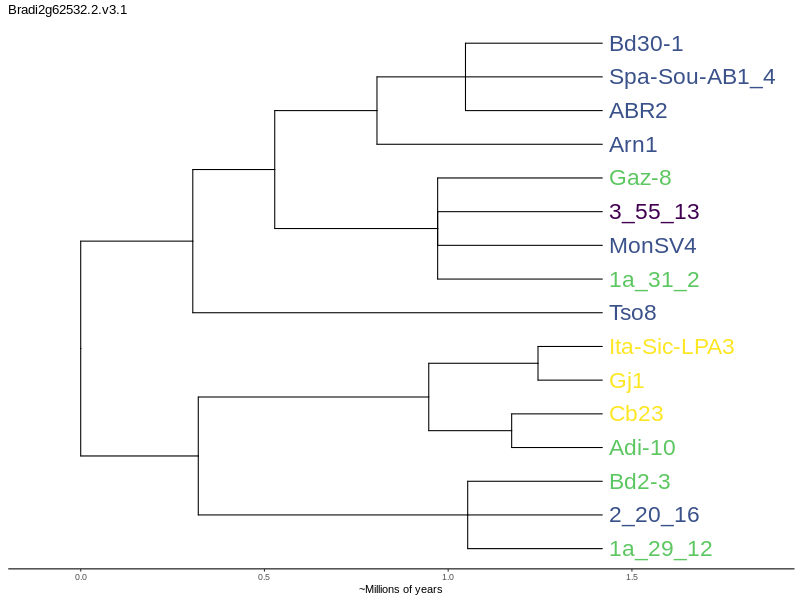 Bradi2g62532.2.v3.1
Bd30-1
Spa-Sou-AB1_4
ABR2
Arn1
Gaz-8
3_55_13
MonSV4
1a_31_2
Tso8
Ita-Sic-LPA3
Gj1
Cb23
Adi-10
Bd2-3
2_20_16
1a_29_12
0.0 0.5 1.0 1.5
~Millions of years